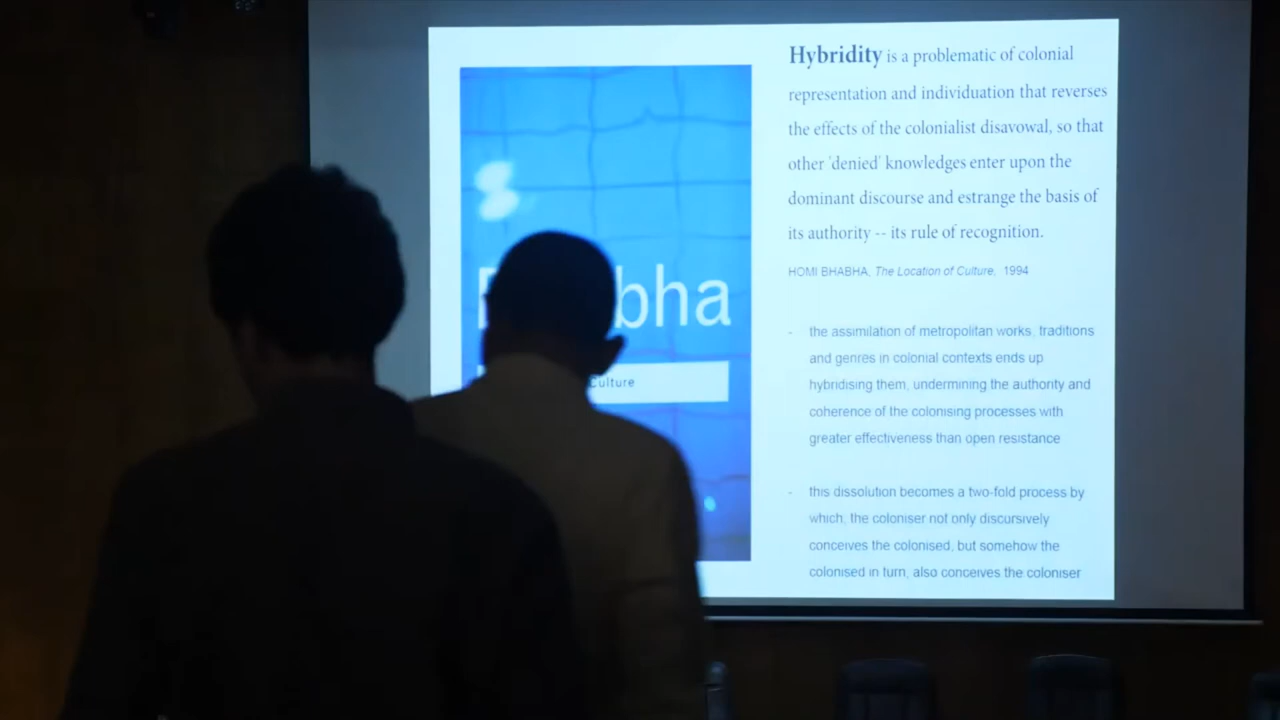 bha
Culture
Hybridity is a problematic of colonial
representation and individuation that reverses
the effects of the colonialist disavowal, so that
other 'denied' knowledges enter upon the
dominant discourse and estrange the basis of
its authority -- its rule of recognition.
HOMI BHABHA, The Location of Culture, 1994
- the assimilation of metropolitan works, traditions
and genres in colonial contexts ends up
hybridising them, undermining the authority and
coherence of the colonising processes with
greater effectiveness than open resistance
- this dissolution becomes a two-fold process by
which, the coloniser not only discursively
conceives the colonised, but somehow the
colonised in turn, also conceives the coloniser